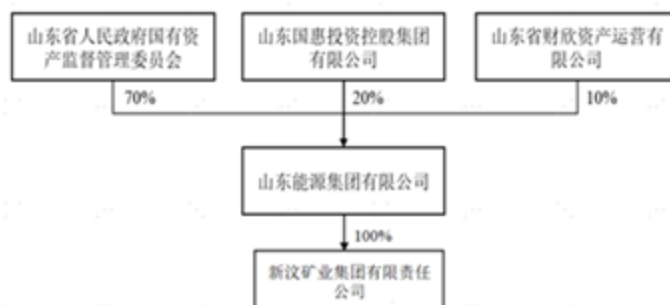 山东省人民政府国有资
产监督管理委员会
山东国惠投资控股集团
有限公司
山东省财欣资产运营有
限公司
70%
20%
10%
山东能源集团有限公司
100%
新汶矿业集团有限责任
公司